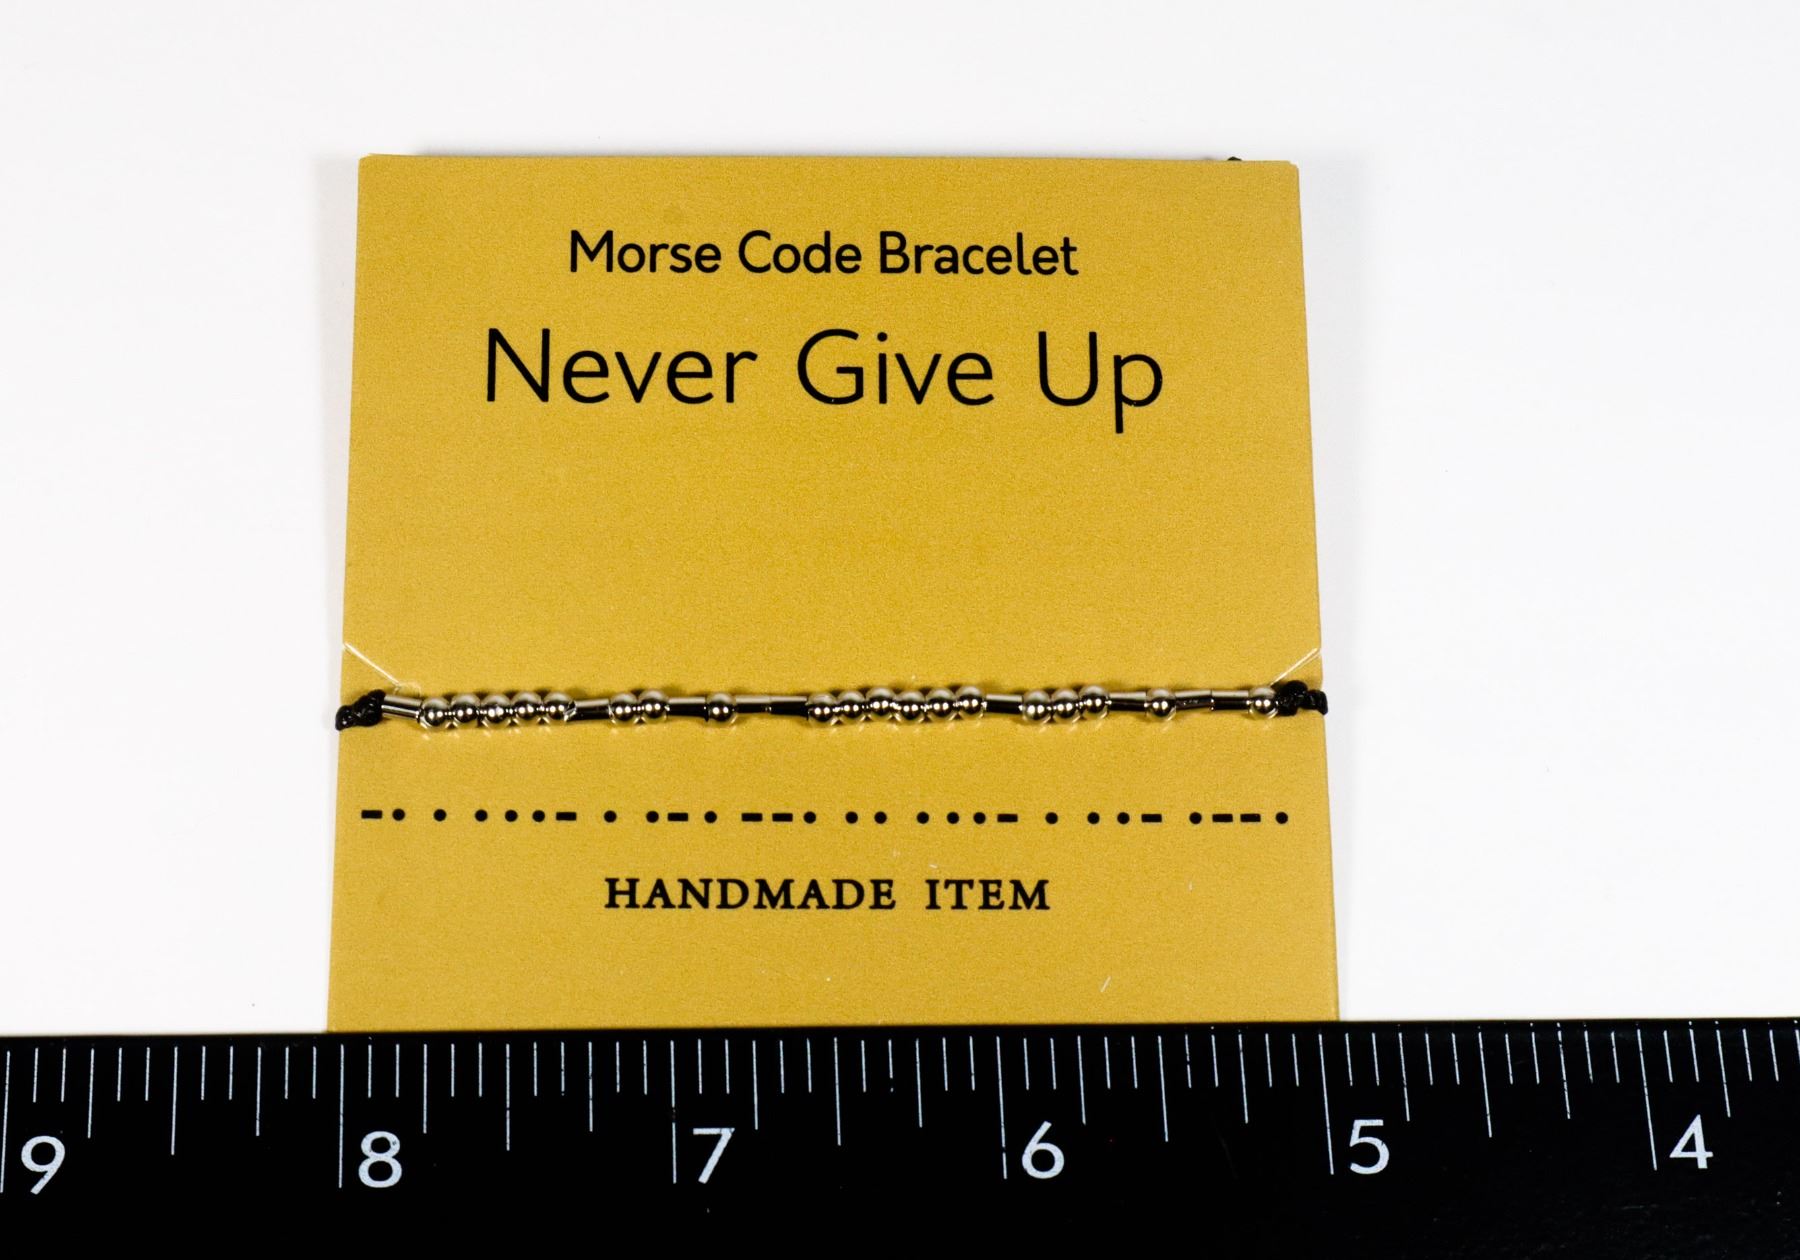 Morse Code Bracelet
Never Give Up
-. . ...- . .-. --. .. ...- . ..- .--.
HANDMADE ITEM
9 8 7 6 5 4